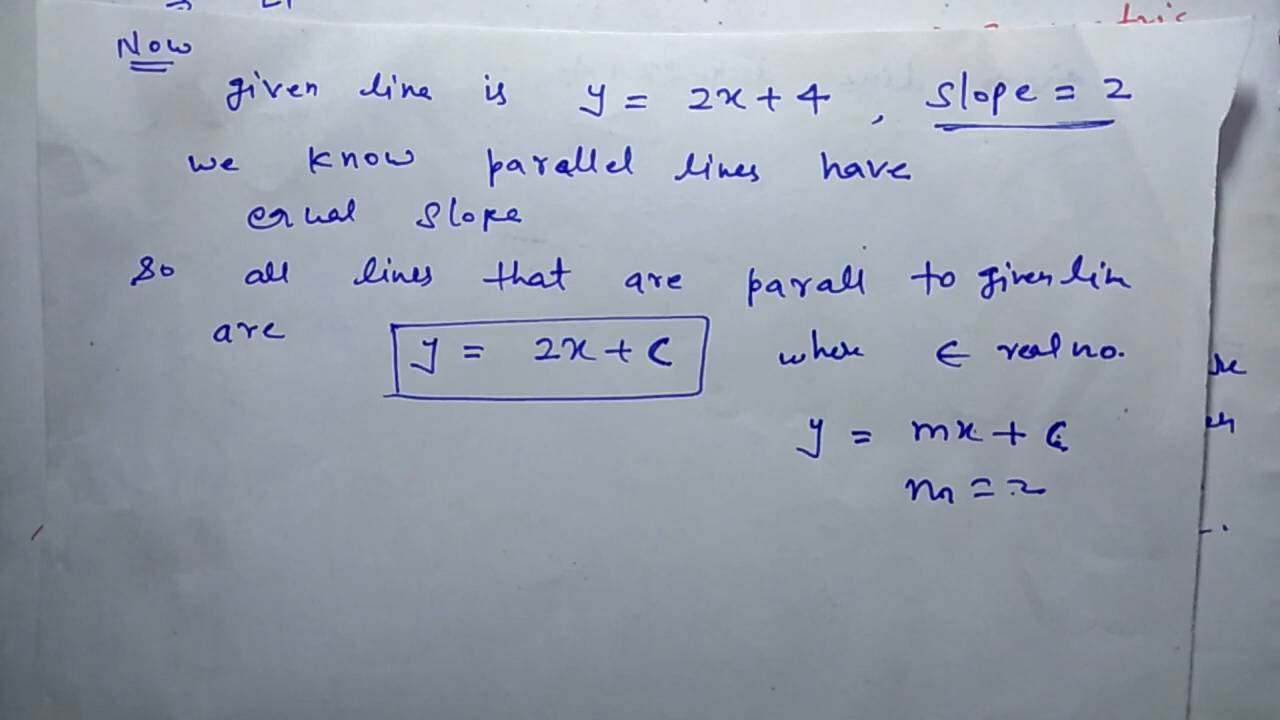 Now
given line is y = 2x + 4 , slope = 2
we know parallel lines have
equal slope
So all lines that are parall to given lin
are y = 2x + c where ∈ real no.
y = mx + c
m = 2